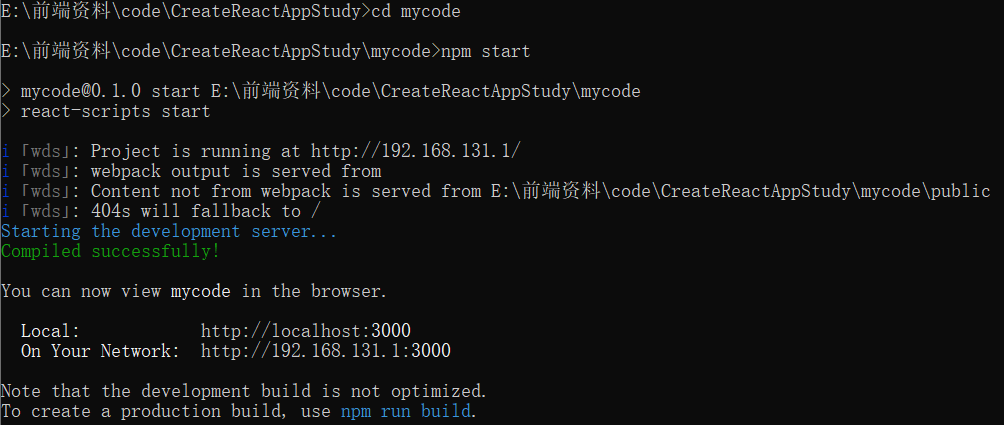 E:\前端资料\code\CreateReactAppStudy>cd mycode
E:\前端资料\code\CreateReactAppStudy\mycode>npm start
> mycode@0.1.0 start E:\前端资料\code\CreateReactAppStudy\mycode
> react-scripts start
i ｢wds｣: Project is running at http://192.168.131.1/
i ｢wds｣: webpack output is served from
i ｢wds｣: Content not from webpack is served from E:\前端资料\code\CreateReactAppStudy\mycode\public
i ｢wds｣: 404s will fallback to /
Starting the development server...
Compiled successfully!
You can now view mycode in the browser.
Local: http://localhost:3000
On Your Network: http://192.168.131.1:3000
Note that the development build is not optimized.
To create a production build, use npm run build.